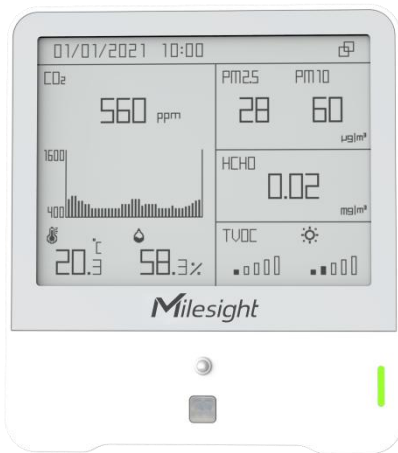 01/01/2021 10:00
CO₂
560 ppm
1600
400
20.3 °C
58.3%
PM2.5 PM10
28 60
µg/m³
HCHO
0.02
mg/m³
TVOC
Milesight